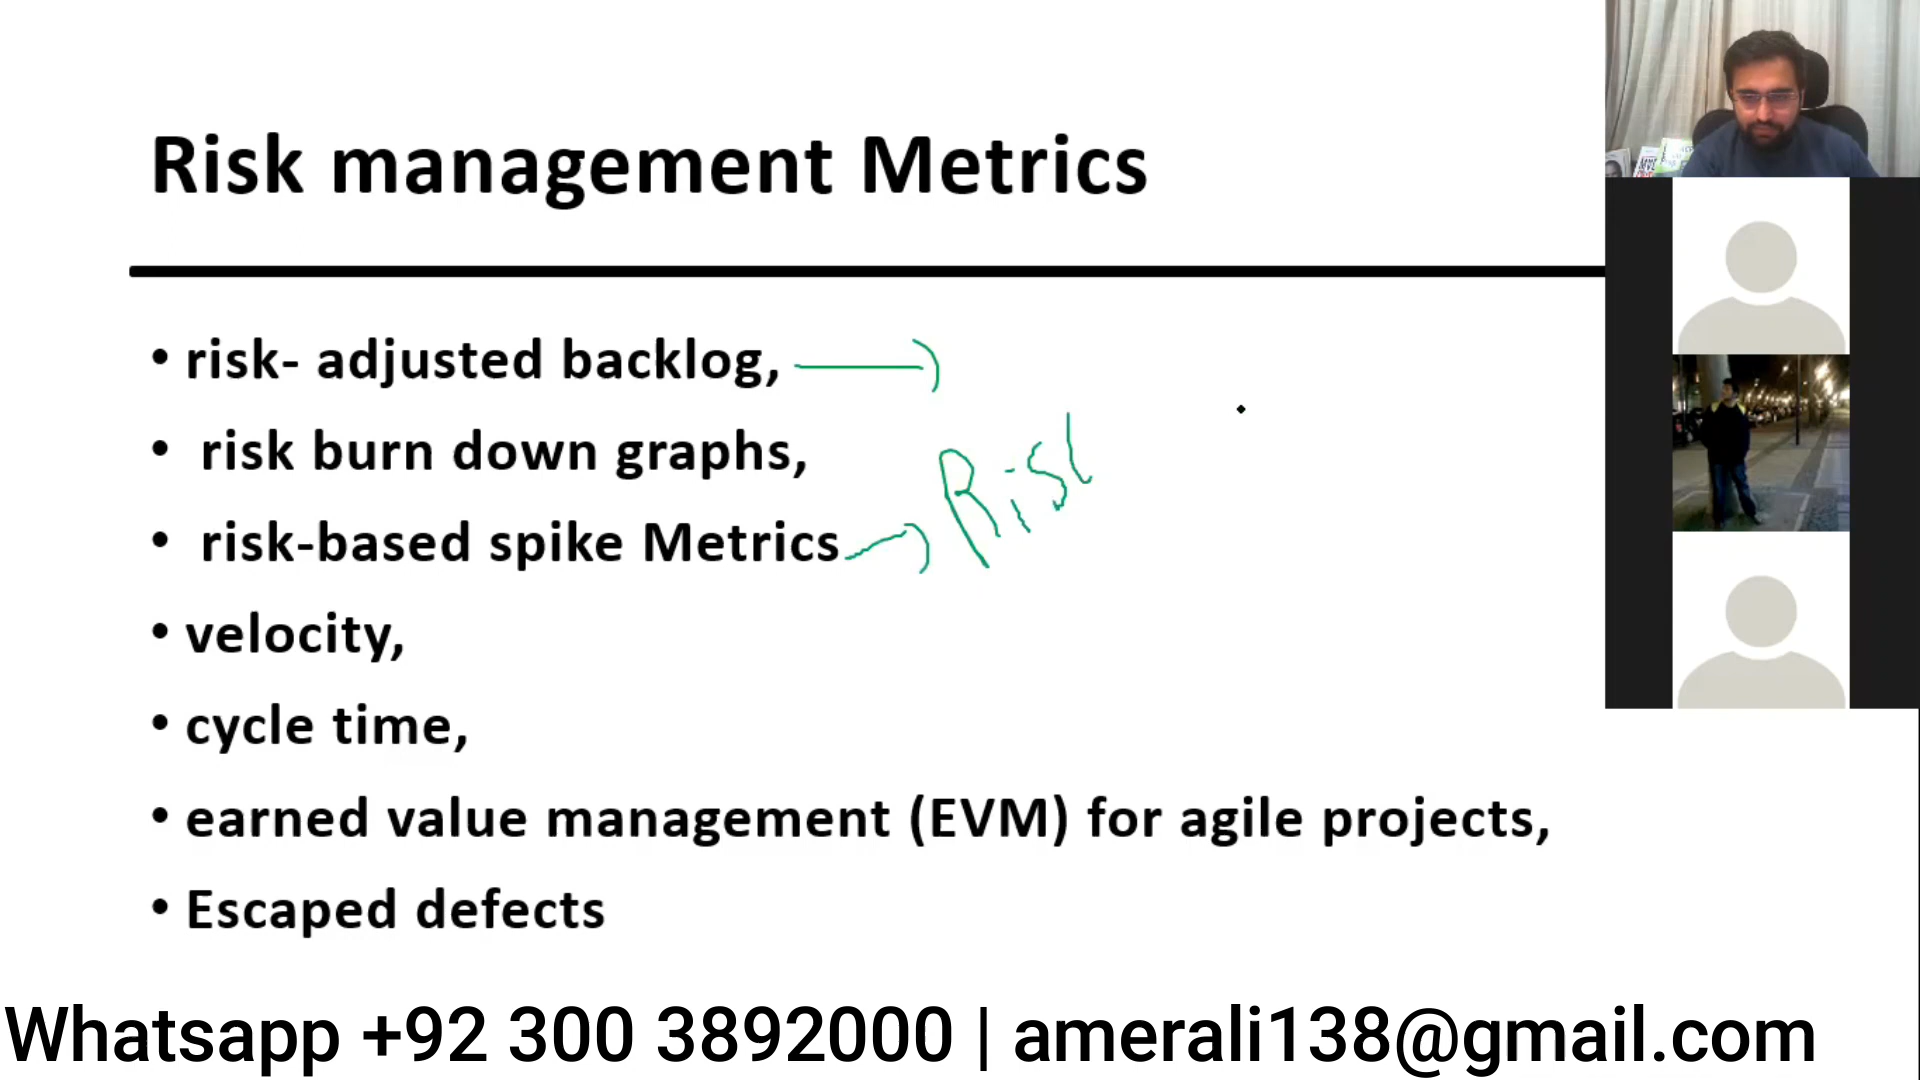 Risk management Metrics
• risk- adjusted backlog,
• risk burn down graphs,
Risk
• risk-based spike Metrics
• velocity,
• cycle time,
• earned value management (EVM) for agile projects,
• Escaped defects
Whatsapp +92 300 3892000 | amerali138@gmail.com